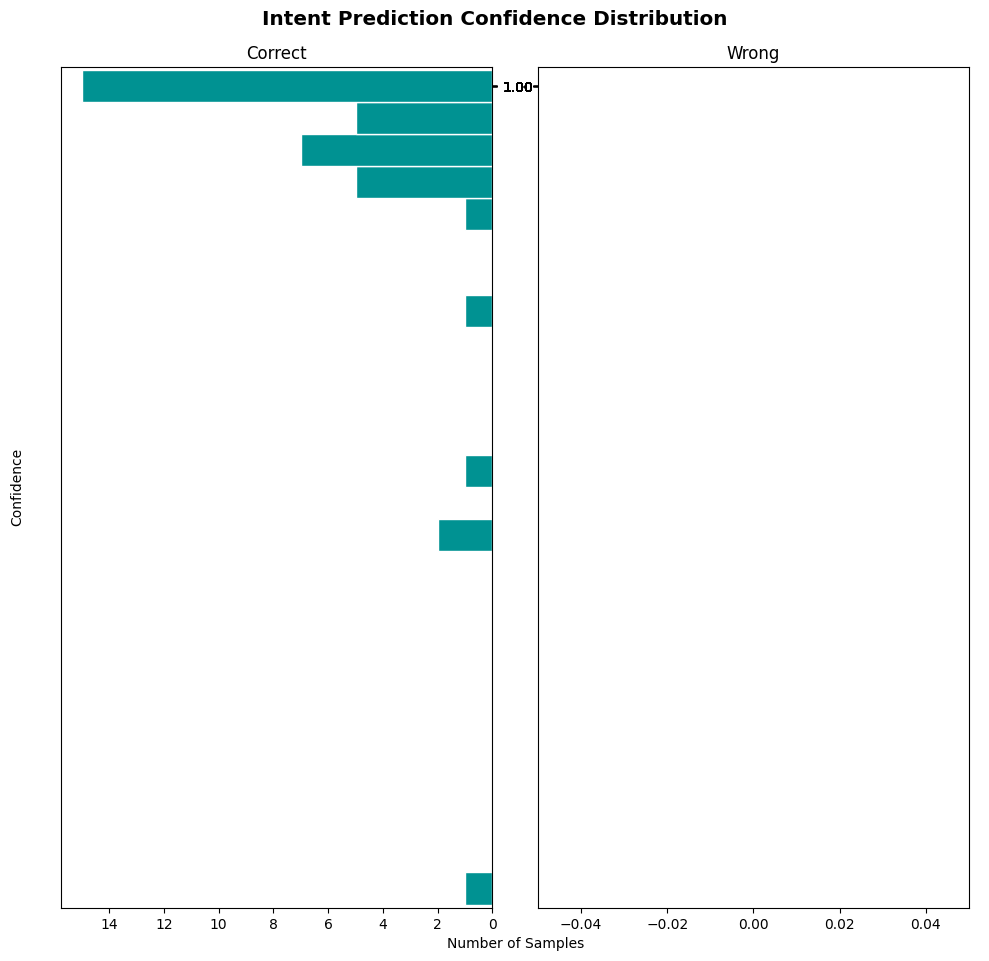 Intent Prediction Confidence Distribution
Correct
Wrong
1.00
Confidence
14 12 10 8 6 4 2 0
−0.04 −0.02 0.00 0.02 0.04
Number of Samples